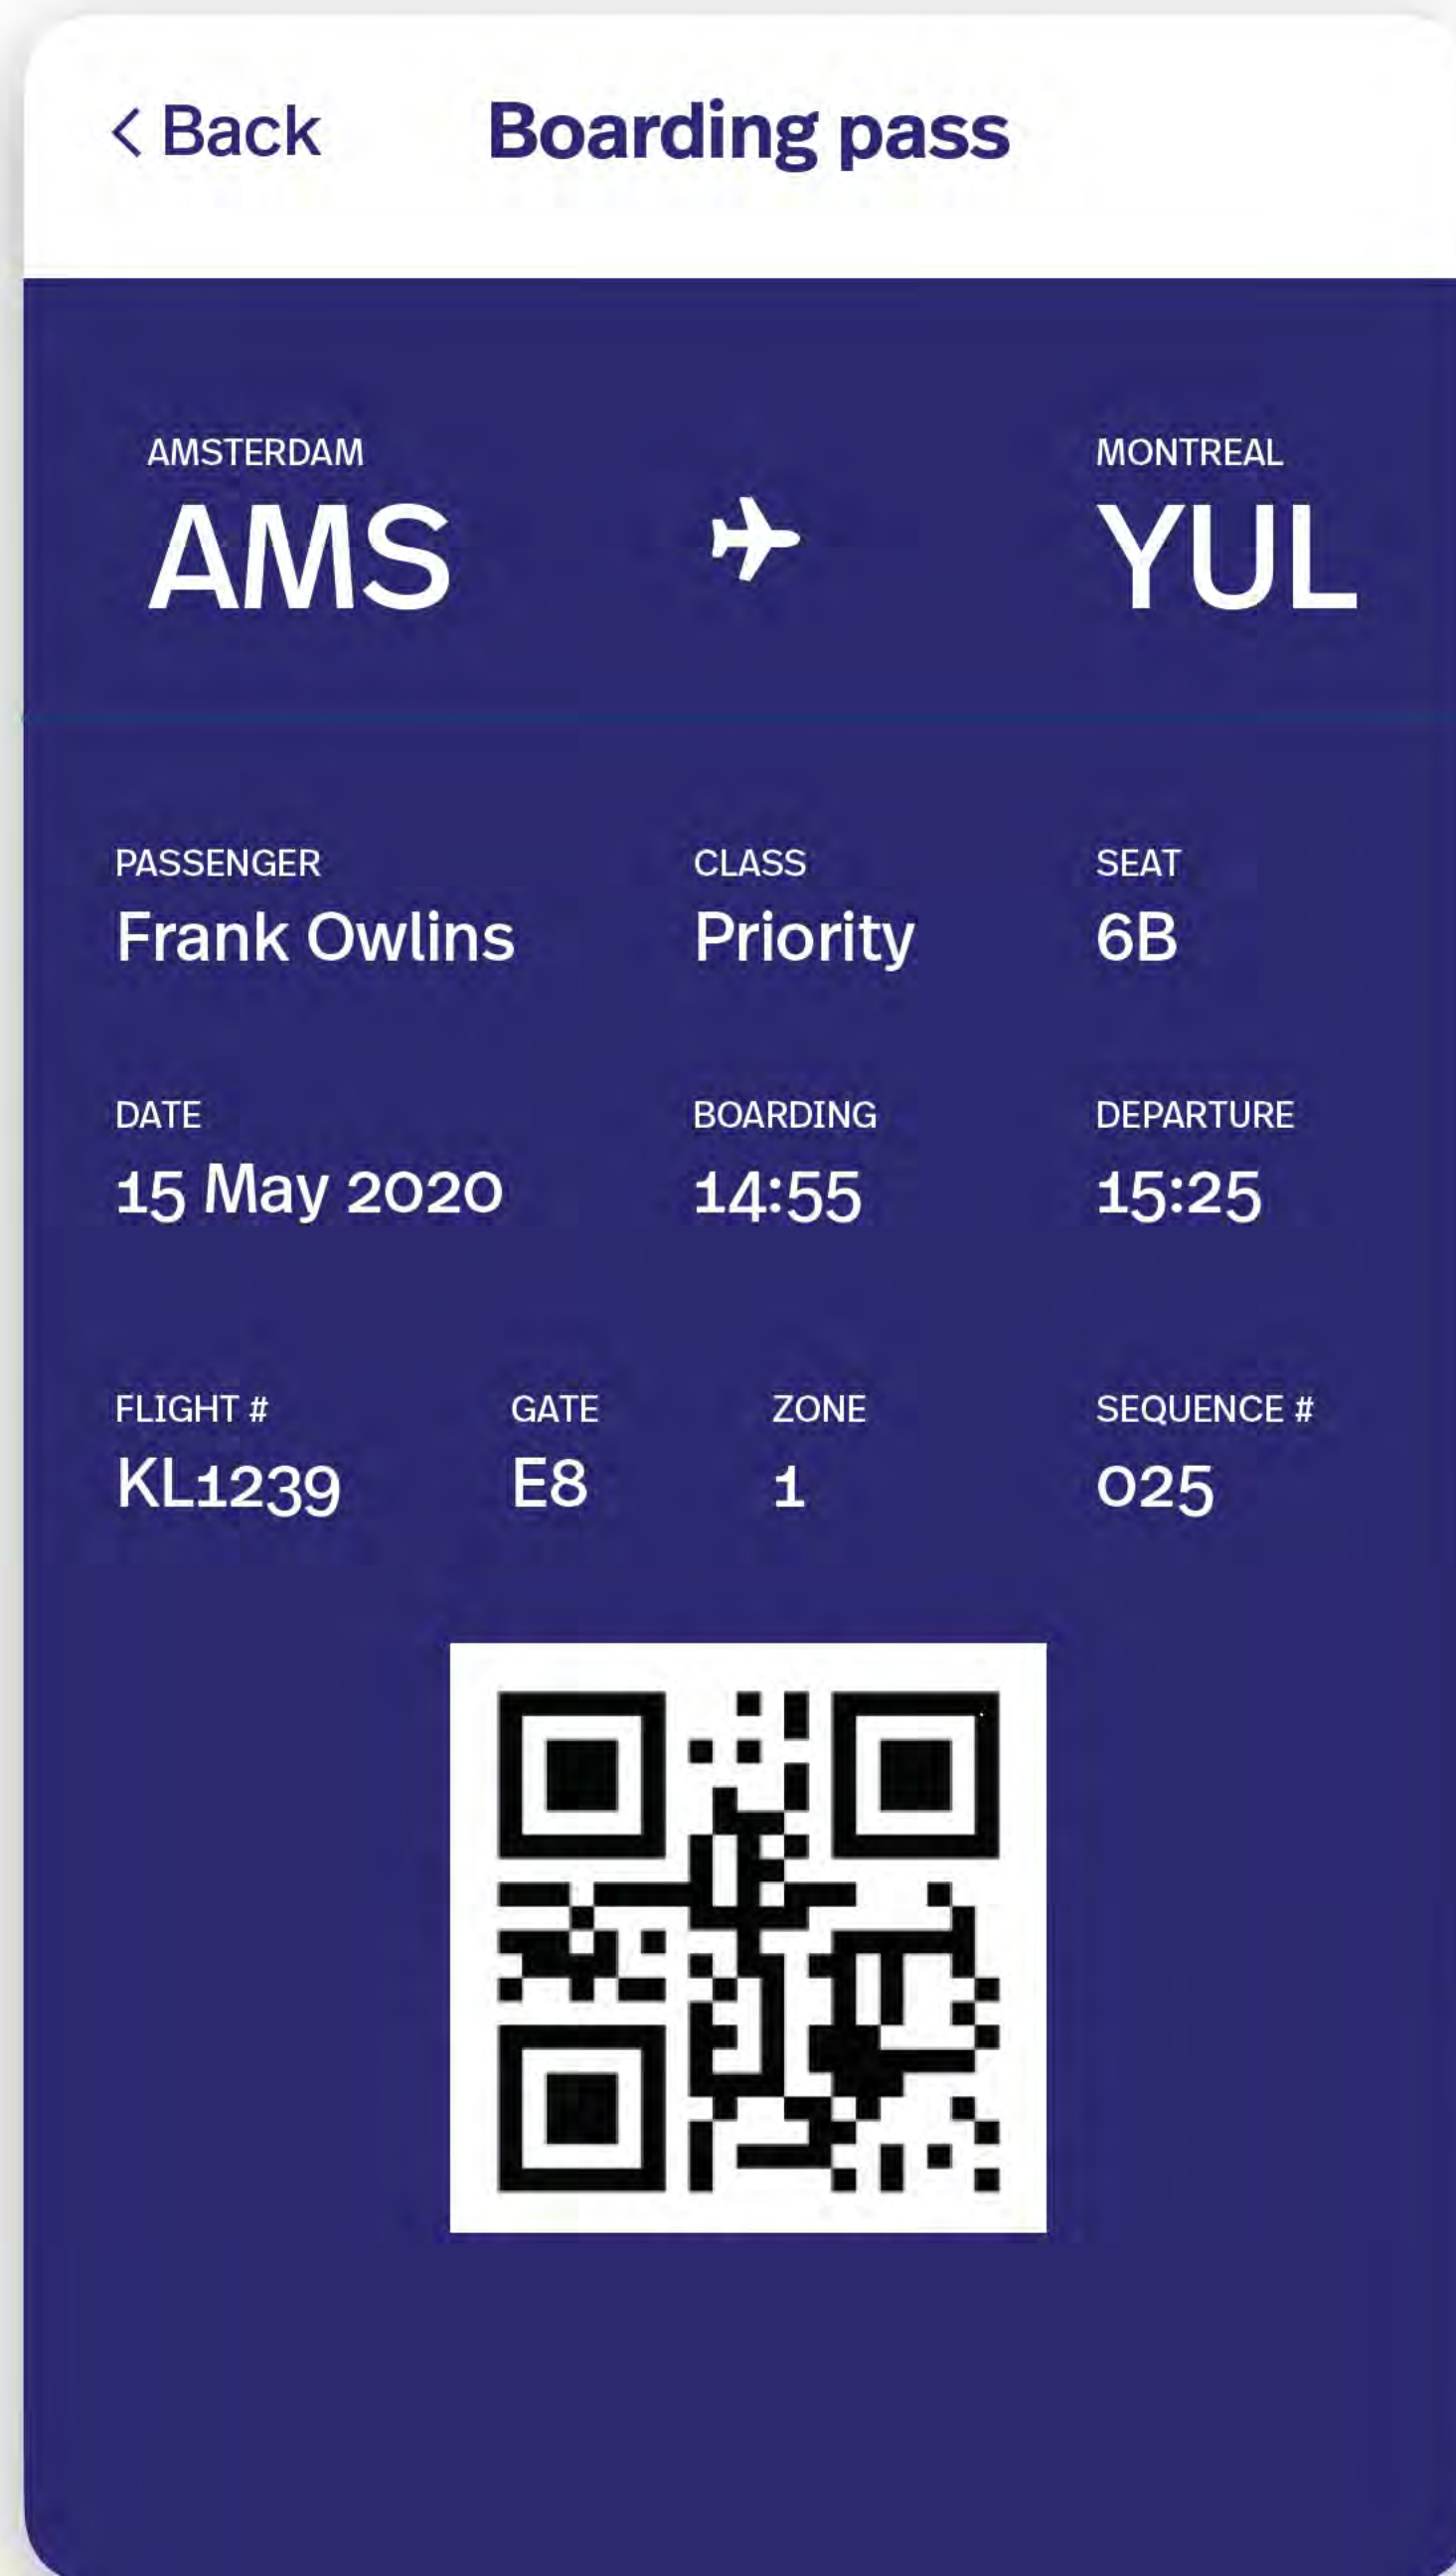 < Back Boarding pass
AMSTERDAM MONTREAL
AMS YUL
PASSENGER CLASS SEAT
Frank Owlins Priority 6B
DATE BOARDING DEPARTURE
15 May 2020 14:55 15:25
FLIGHT # GATE ZONE SEQUENCE #
KL1239 E8 1 025